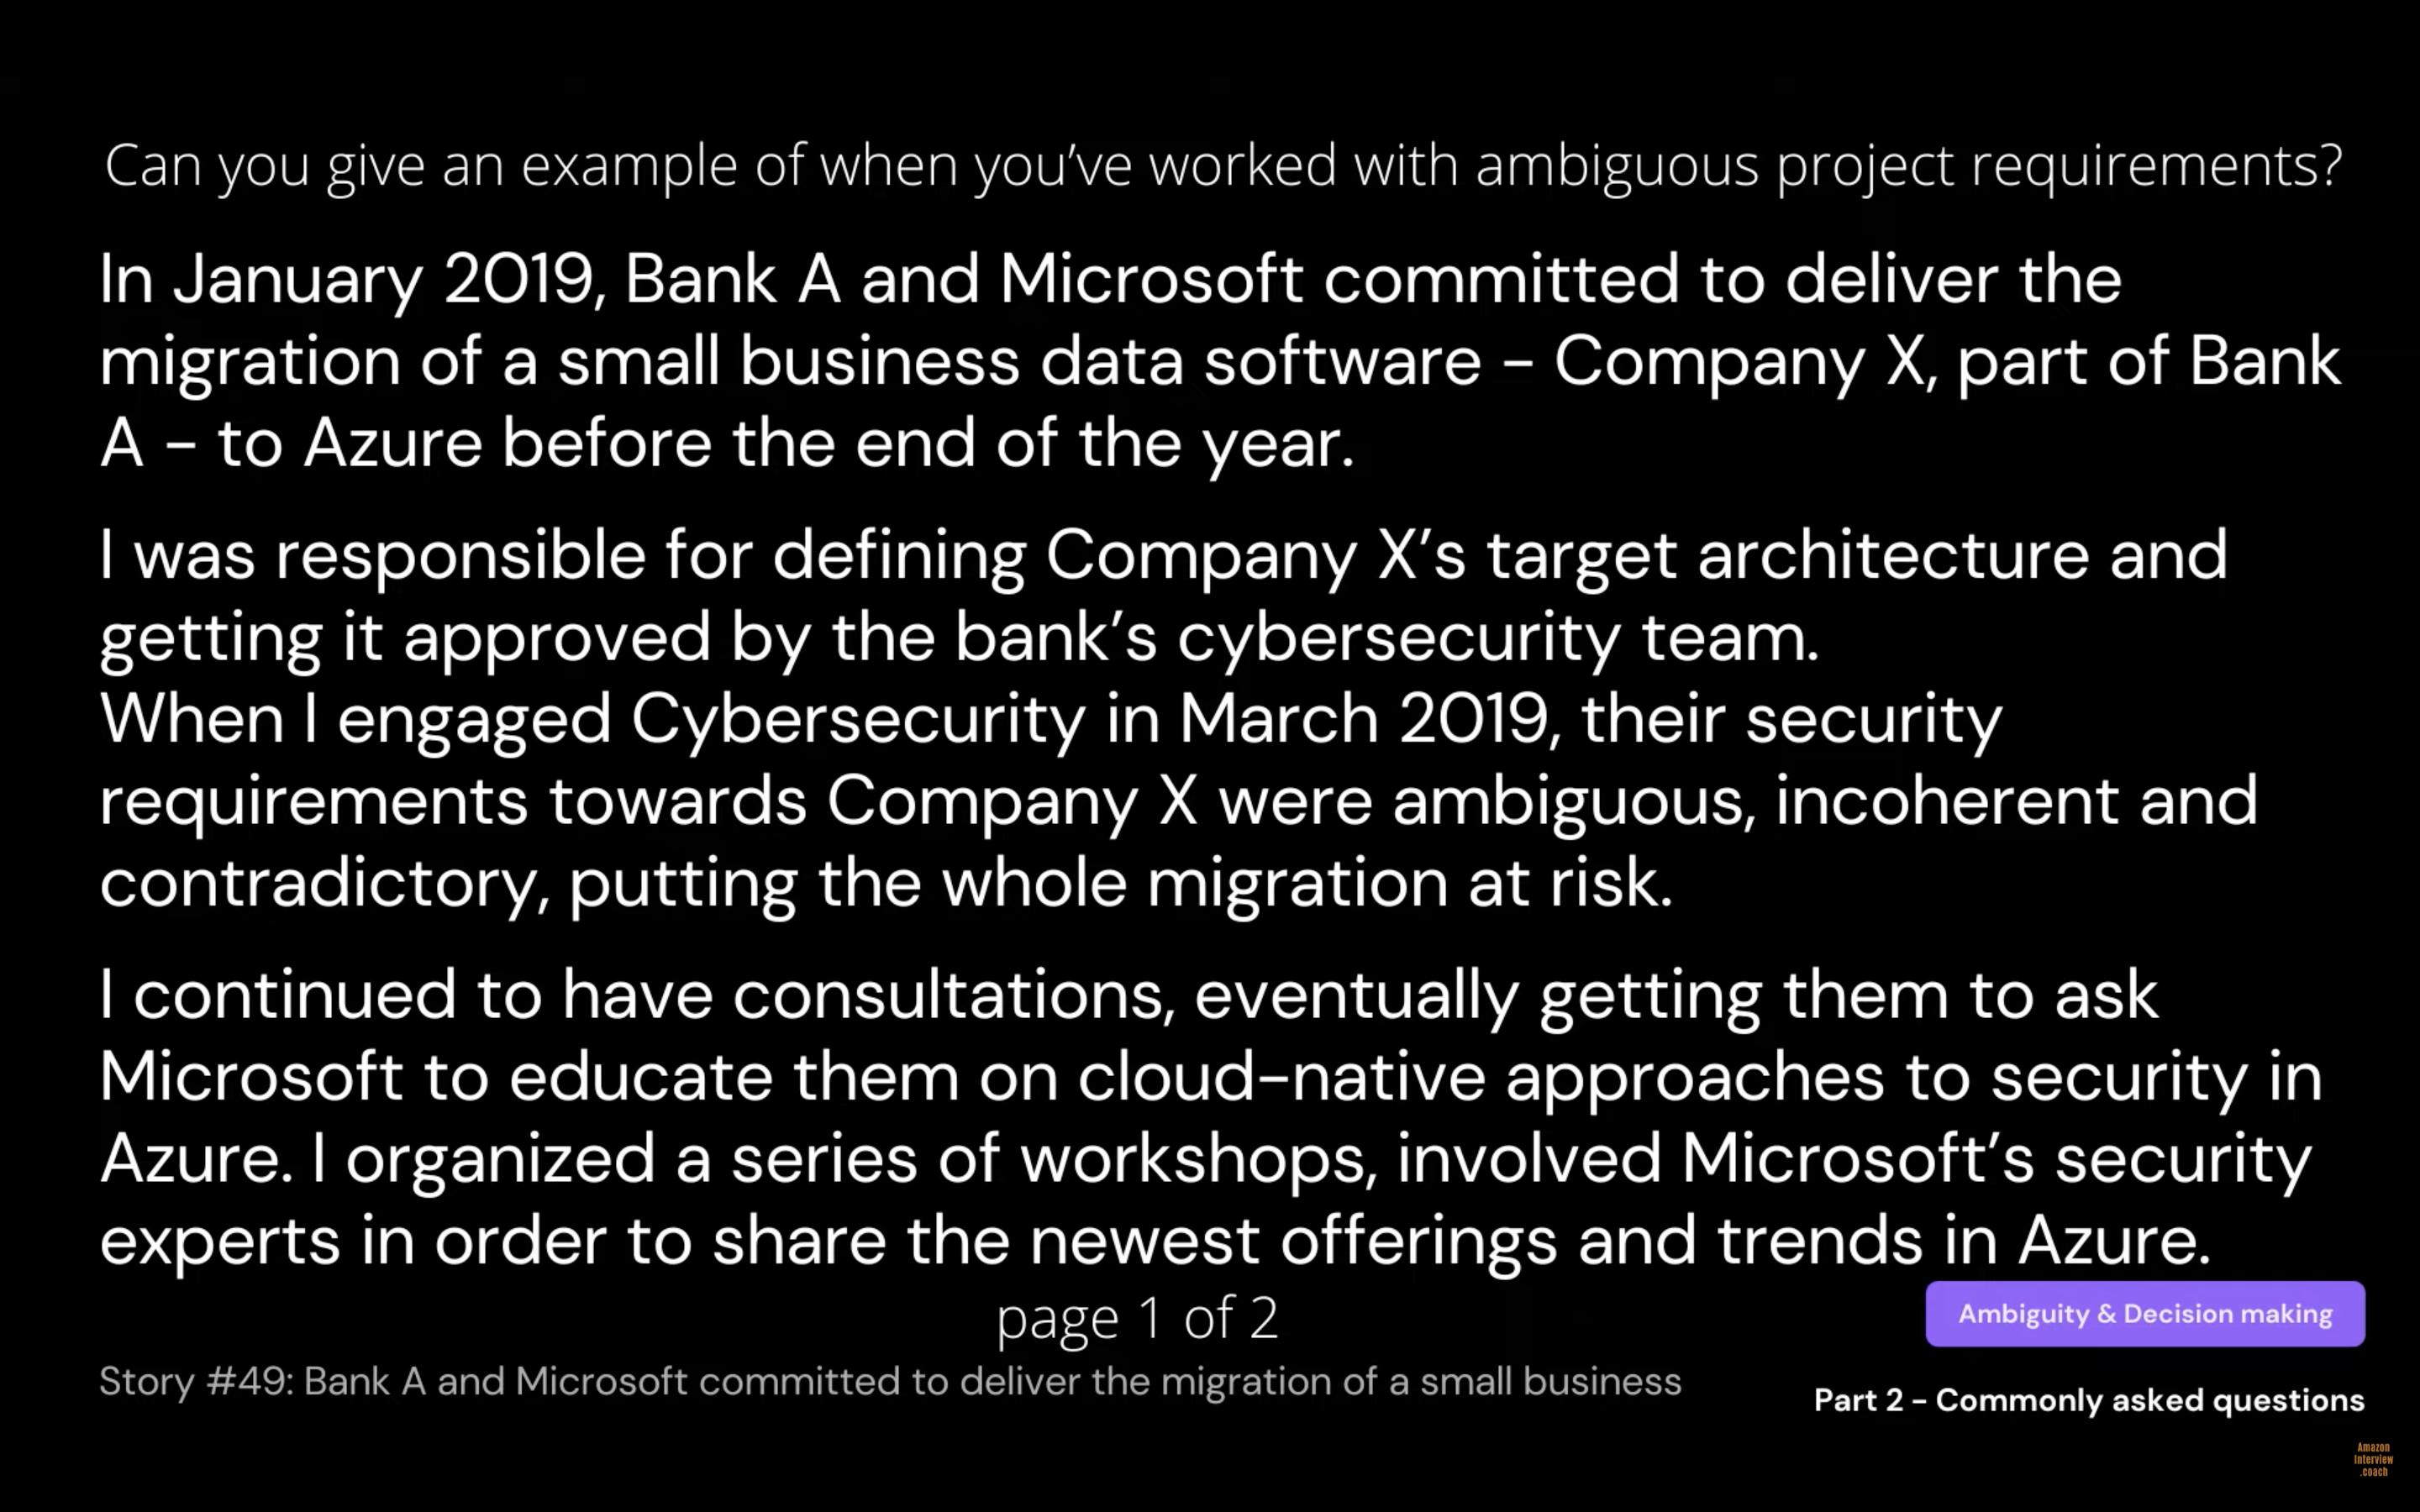 Can you give an example of when you’ve worked with ambiguous project requirements?
In January 2019, Bank A and Microsoft committed to deliver the
migration of a small business data software – Company X, part of Bank
A - to Azure before the end of the year.
I was responsible for defining Company X’s target architecture and
getting it approved by the bank’s cybersecurity team.
When I engaged Cybersecurity in March 2019, their security
requirements towards Company X were ambiguous, incoherent and
contradictory, putting the whole migration at risk.
I continued to have consultations, eventually getting them to ask
Microsoft to educate them on cloud-native approaches to security in
Azure. I organized a series of workshops, involved Microsoft’s security
experts in order to share the newest offerings and trends in Azure.
page 1 of 2
Ambiguity & Decision making
Story #49: Bank A and Microsoft committed to deliver the migration of a small business
Part 2 - Commonly asked questions
Amazon
Interview
.coach